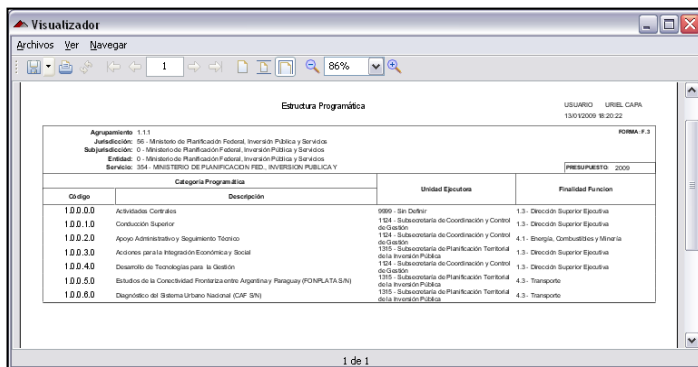 Visualizador
Archivos Ver Navegar
1
86%
Estructura Programática
USUARIO URIEL CAPA
13/01/2009 18:20:22
Agrupamiento 1.1.1
FORMA: F.3
Jurisdicción: 56 - Ministerio de Planificación Federal, Inversión Pública y Servicios
Subjurisdicción: 0 - Ministerio de Planificación Federal, Inversión Pública y Servicios
Entidad: 0 - Ministerio de Planificación Federal, Inversión Pública y Servicios
Servicio: 354 - MINISTERIO DE PLANIFICACION FED., INVERSION PUBLICA Y
PRESUPUESTO: 2009
Categoría Programática
Unidad Ejecutora
Finalidad Funcion
Código
Descripción
1.0.0.0.0 Actividades Centrales 9999 - Sin Definir 1.3 - Dirección Superior Ejecutiva
1.0.0.1.0 Conducción Superior 1124 - Subsecretaría de Coordinación y Control de Gestión 1.3 - Dirección Superior Ejecutiva
1.0.0.2.0 Apoyo Administrativo y Seguimiento Técnico 1124 - Subsecretaría de Coordinación y Control de Gestión 4.1 - Energía, Combustibles y Minería
1.0.0.3.0 Acciones para la Integración Económica y Social 1315 - Subsecretaría de Planificación Territorial de la Inversión Pública 1.3 - Dirección Superior Ejecutiva
1.0.0.4.0 Desarrollo de Tecnologías para la Gestión 1124 - Subsecretaría de Coordinación y Control de Gestión 1.3 - Dirección Superior Ejecutiva
1.0.0.5.0 Estudios de la Conectividad Fronteriza entre Argentina y Paraguay (FONPLATA S/N) 1315 - Subsecretaría de Planificación Territorial de la Inversión Pública 4.3 - Transporte
1.0.0.6.0 Diagnóstico del Sistema Urbano Nacional (CAF S/N) 1315 - Subsecretaría de Planificación Territorial de la Inversión Pública 4.3 - Transporte
1 de 1